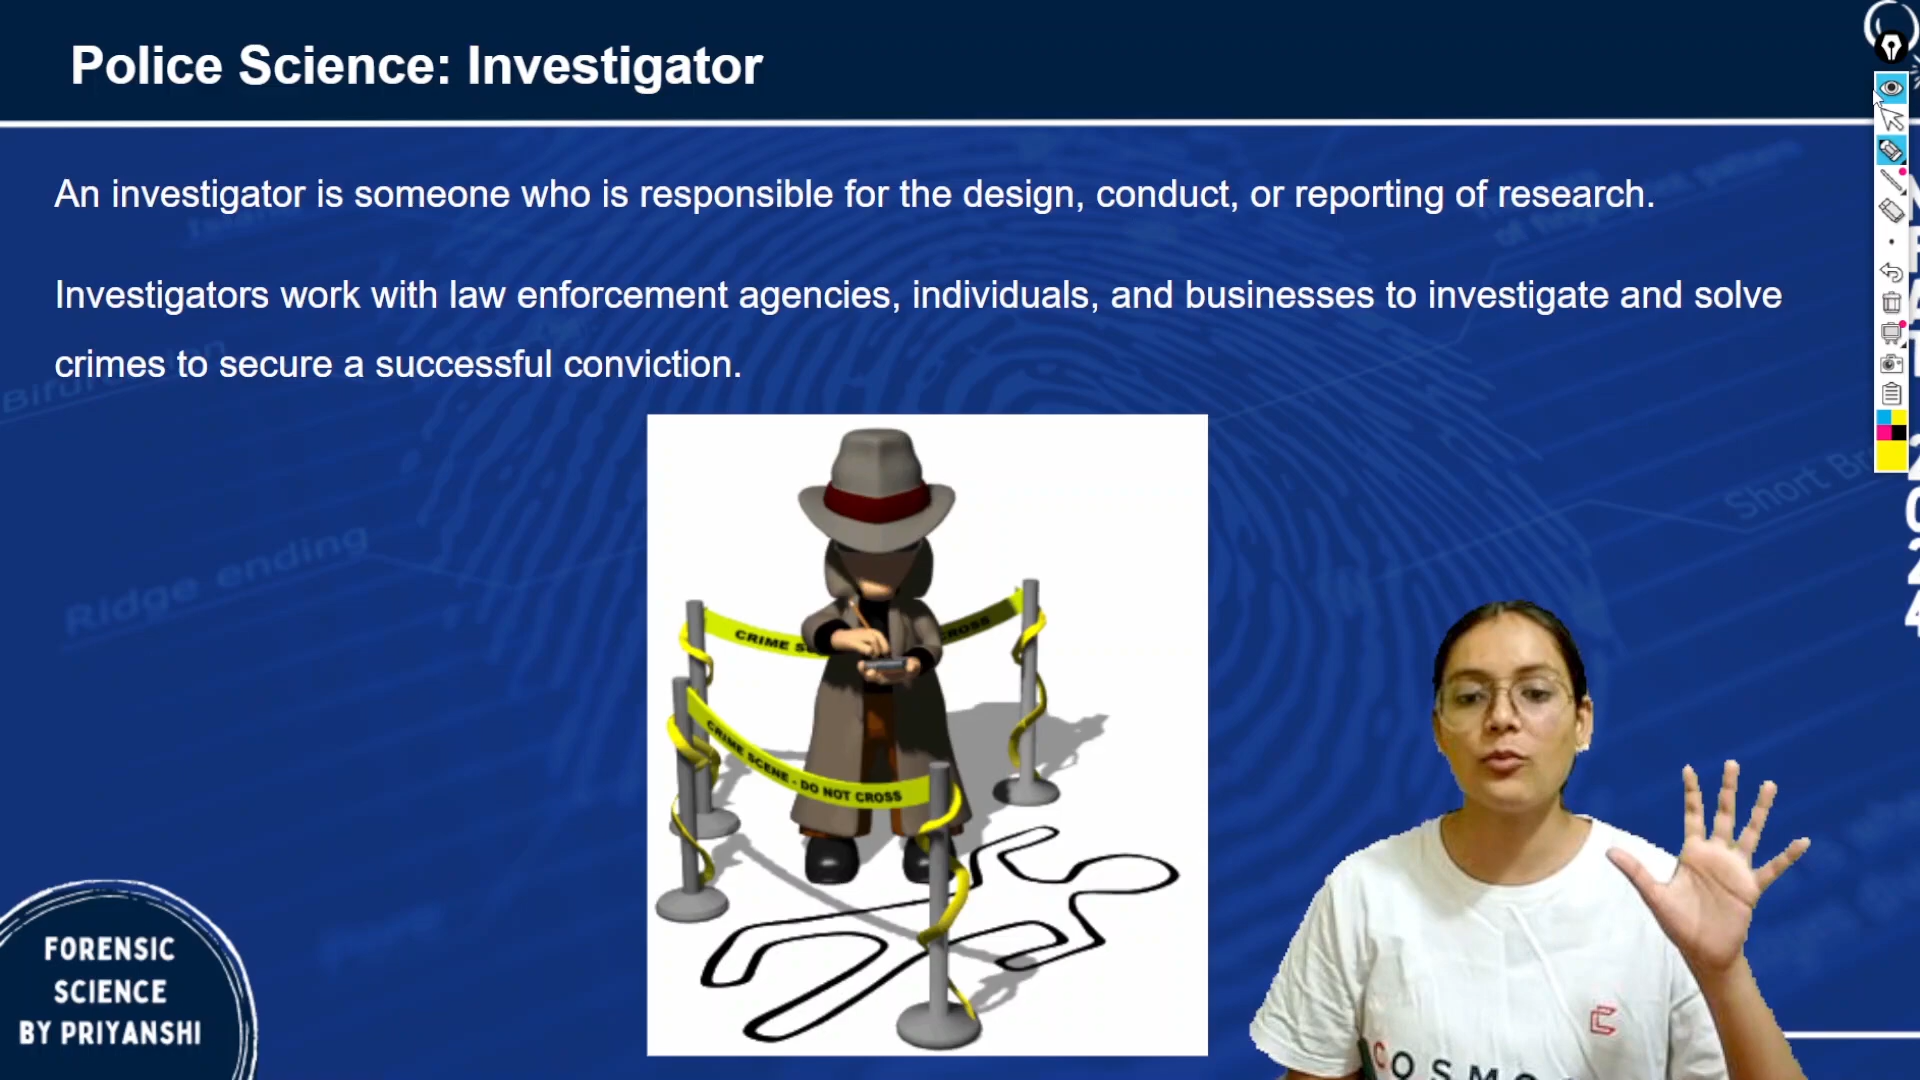 Police Science: Investigator
An investigator is someone who is responsible for the design, conduct, or reporting of research.
Investigators work with law enforcement agencies, individuals, and businesses to investigate and solve
crimes to secure a successful conviction.
Ridge ending
CRIME
CROSS
CRIME SCENE - DO NOT CROSS
FORENSIC
SCIENCE
BY PRIYANSHI